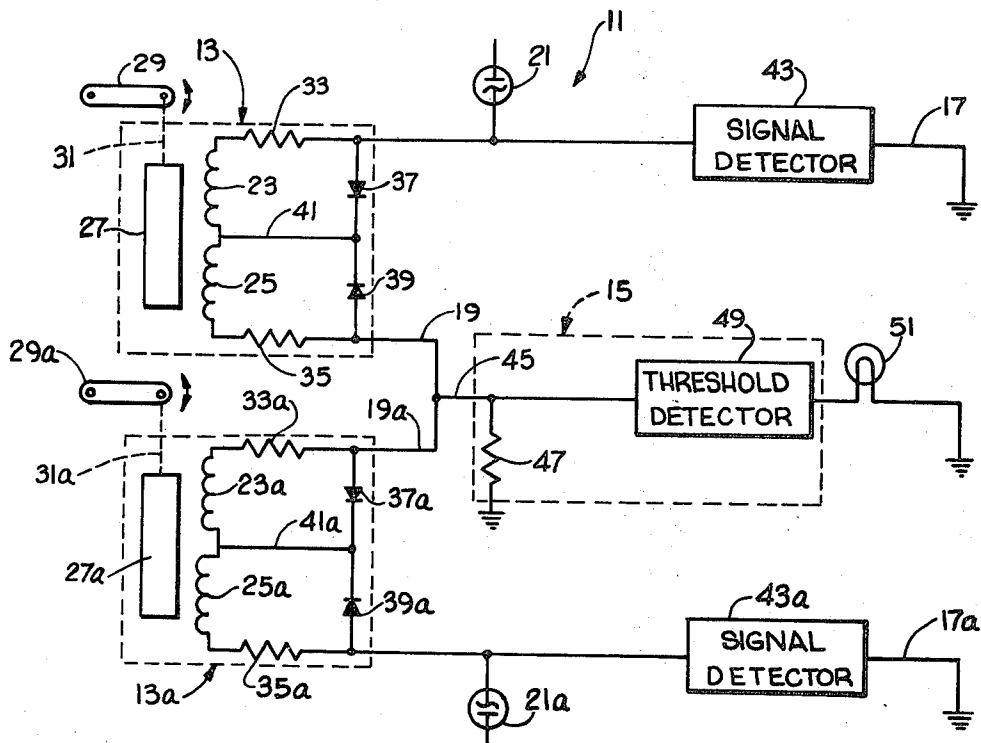 11
13
21
29
33
43
SIGNAL
DETECTOR
17
31
23
37
27
41
25
39
19
15
35
45
49
THRESHOLD
DETECTOR
51
29a
33a
19a
47
31a
23a
37a
41a
27a
25a
39a
43a
SIGNAL
DETECTOR
17a
13a
35a
21a